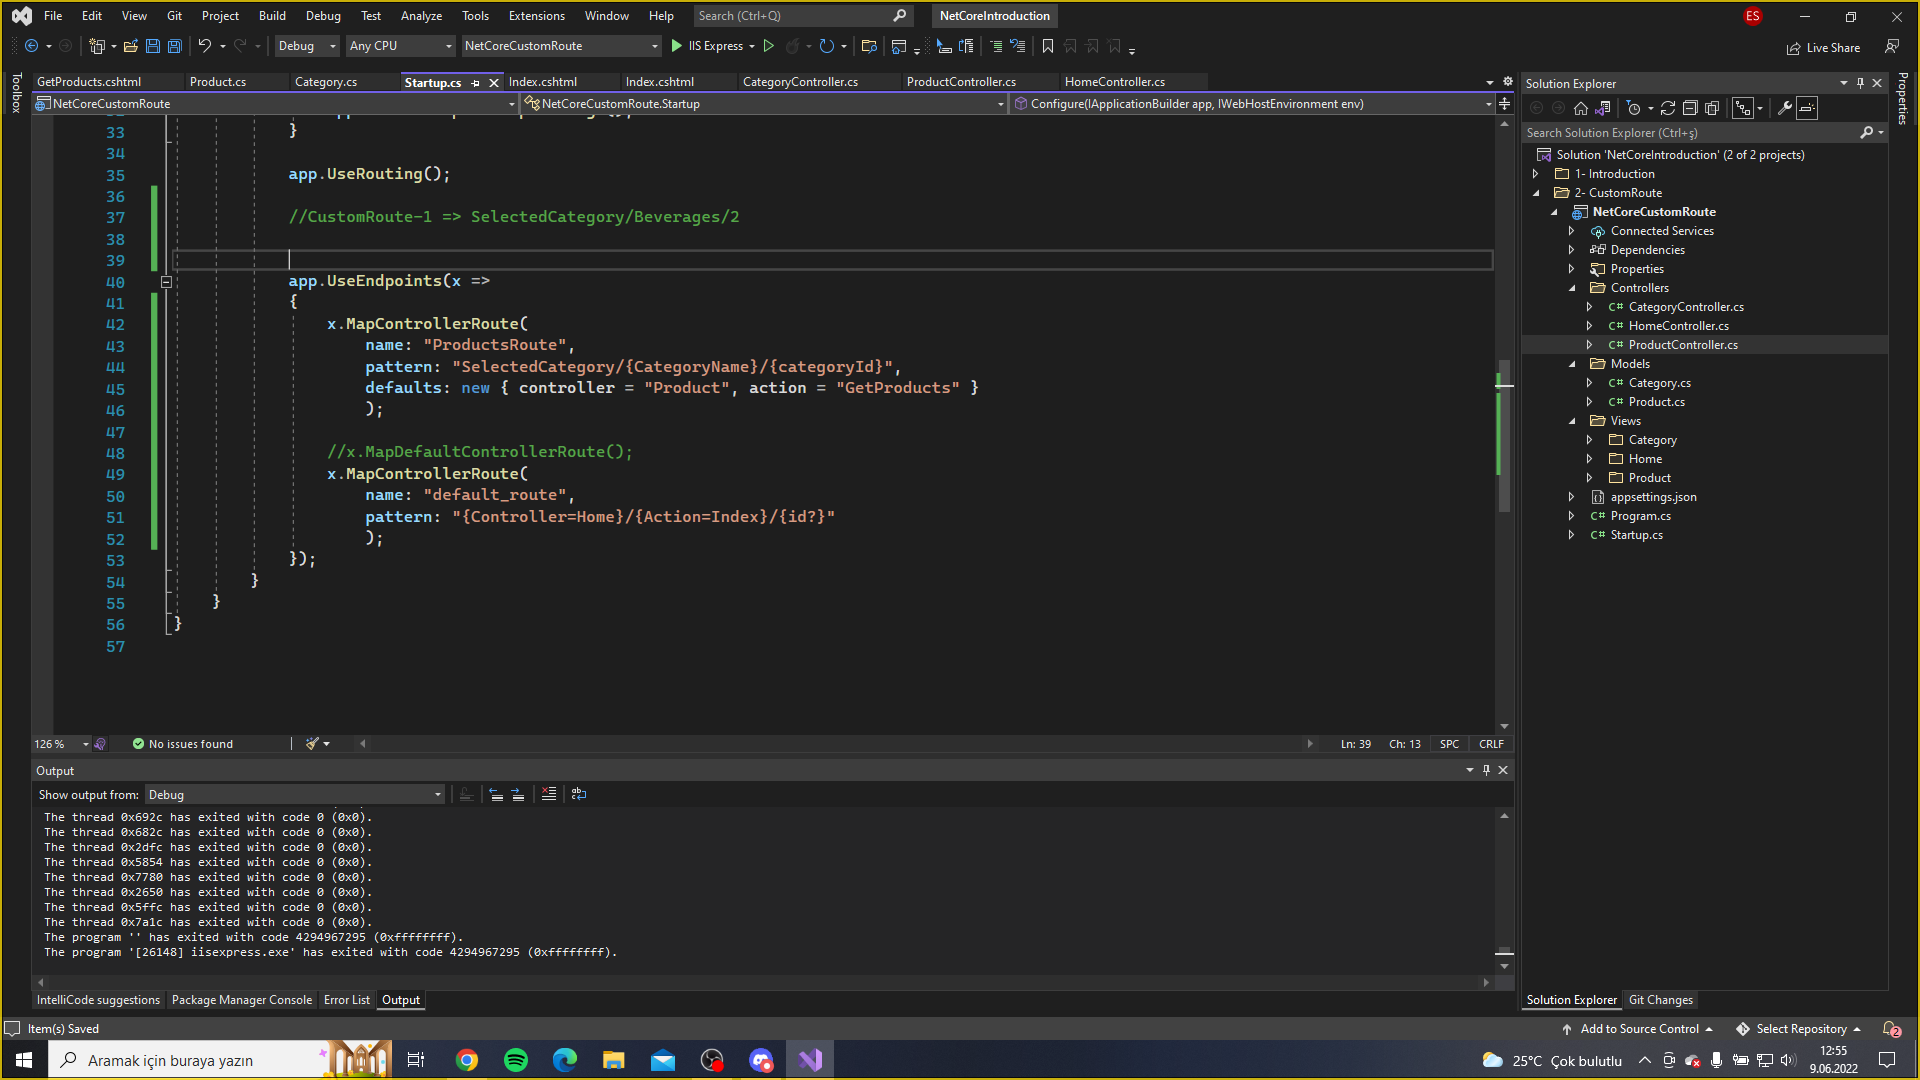 File Edit View Git Project Build Debug Test Analyze Tools Extensions Window Help Search (Ctrl+Q) NetCoreIntroduction ES
Debug Any CPU NetCoreCustomRoute IIS Express Live Share
Toolbox
GetProducts.cshtml Product.cs Category.cs Startup.cs Index.cshtml Index.cshtml CategoryController.cs ProductController.cs HomeController.cs
NetCoreCustomRoute NetCoreCustomRoute.Startup Configure(IApplicationBuilder app, IWebHostEnvironment env)
33 }
34
35 app.UseRouting();
36
37 //CustomRoute-1 => SelectedCategory/Beverages/2
38
39
40 app.UseEndpoints(x =>
41 {
42 x.MapControllerRoute(
43 name: "ProductsRoute",
44 pattern: "SelectedCategory/{CategoryName}/{categoryId}",
45 defaults: new { controller = "Product", action = "GetProducts" }
46 );
47
48 //x.MapDefaultControllerRoute();
49 x.MapControllerRoute(
50 name: "default_route",
51 pattern: "{Controller=Home}/{Action=Index}/{id?}"
52 );
53 });
54 }
55 }
56 }
57
126 % No issues found Ln: 39 Ch: 13 SPC CRLF
Output
Show output from: Debug
The thread 0x692c has exited with code 0 (0x0).
The thread 0x682c has exited with code 0 (0x0).
The thread 0x2dfc has exited with code 0 (0x0).
The thread 0x5854 has exited with code 0 (0x0).
The thread 0x7780 has exited with code 0 (0x0).
The thread 0x2650 has exited with code 0 (0x0).
The thread 0x5ffc has exited with code 0 (0x0).
The thread 0x7a1c has exited with code 0 (0x0).
The program '' has exited with code 4294967295 (0xffffffff).
The program '[26148] iisexpress.exe' has exited with code 4294967295 (0xffffffff).
IntelliCode suggestions Package Manager Console Error List Output
Solution Explorer
Search Solution Explorer (Ctrl+ş)
Solution 'NetCoreIntroduction' (2 of 2 projects)
1- Introduction
2- CustomRoute
NetCoreCustomRoute
Connected Services
Dependencies
Properties
Controllers
C# CategoryController.cs
C# HomeController.cs
C# ProductController.cs
Models
C# Category.cs
C# Product.cs
Views
Category
Home
Product
appsettings.json
C# Program.cs
C# Startup.cs
Solution Explorer Git Changes
Properties
Item(s) Saved Add to Source Control Select Repository 2
Aramak için buraya yazın 25°C Çok bulutlu 12:55
9.06.2022